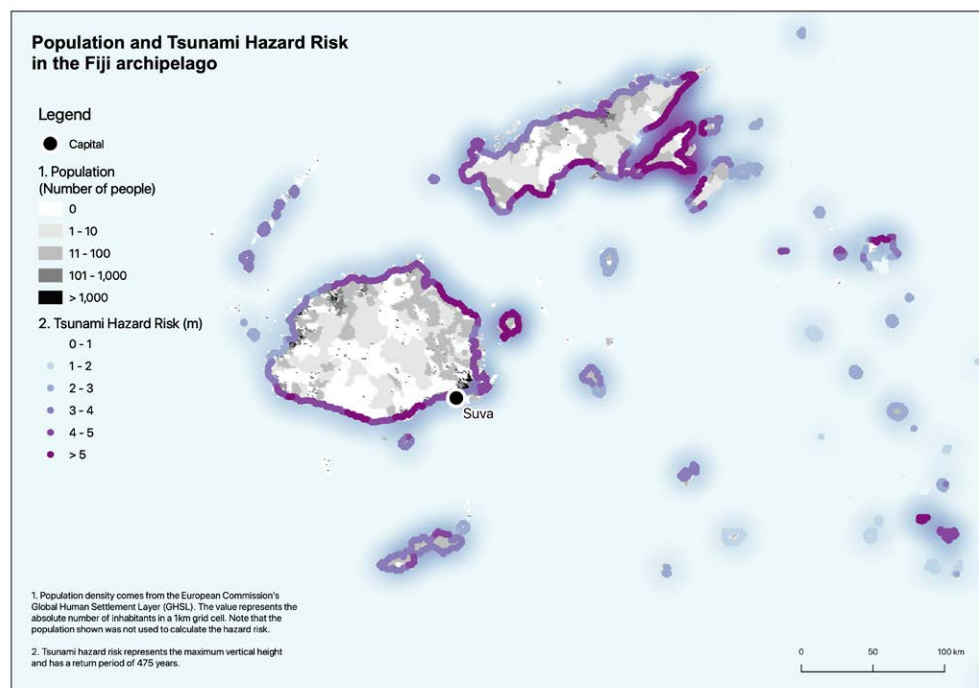 Population and Tsunami Hazard Risk
in the Fiji archipelago
Legend
Capital
1. Population
(Number of people)
0
1 - 10
11 - 100
101 - 1,000
> 1,000
2. Tsunami Hazard Risk (m)
0 - 1
1 - 2
2 - 3
3 - 4
4 - 5
> 5
Suva
1. Population density comes from the European Commission's
Global Human Settlement Layer (GHSL). The value represents the
absolute number of inhabitants in a 1km grid cell. Note that the
population shown was not used to calculate the hazard risk.
2. Tsunami hazard risk represents the maximum vertical height
and has a return period of 475 years.
0 50 100 km